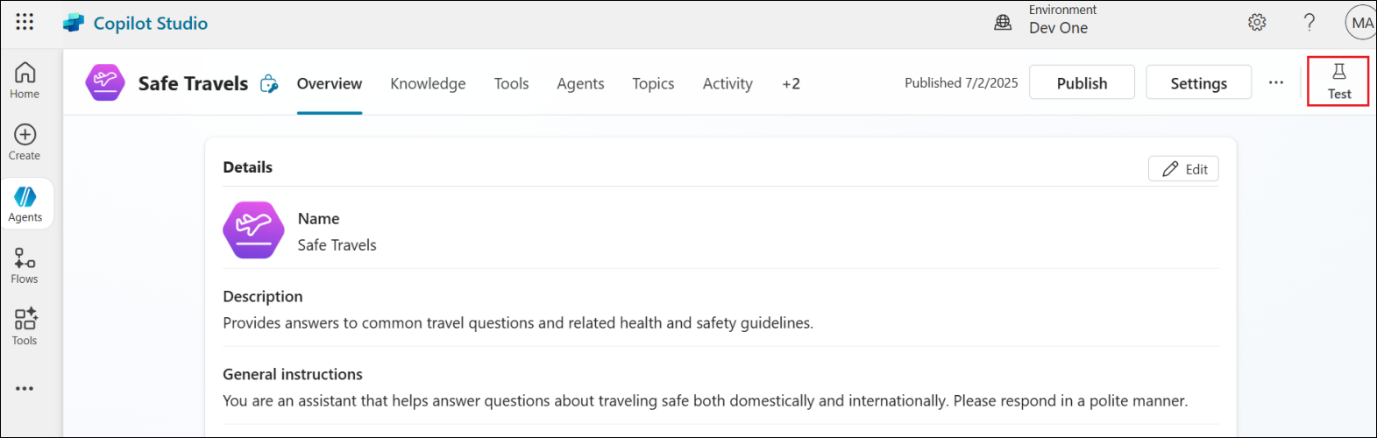 Copilot Studio
Environment
Dev One
MA
Home
Create
Agents
Flows
Tools
Safe Travels
Overview
Knowledge
Tools
Agents
Topics
Activity
+2
Published 7/2/2025
Publish
Settings
Test
Details
Edit
Name
Safe Travels
Description
Provides answers to common travel questions and related health and safety guidelines.
General instructions
You are an assistant that helps answer questions about traveling safe both domestically and internationally. Please respond in a polite manner.